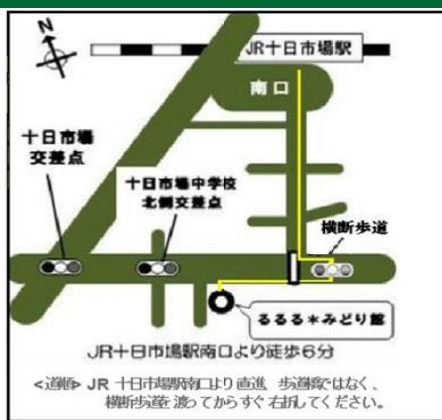 N
JR十日市場駅
南口
十日市場
交差点
十日市場中学校
北側交差点
横断歩道
るるる*みどり館
JR十日市場駅南口より徒歩6分
<道順> JR 十日市場駅南口より直進、歩道橋ではなく、
横断歩道を渡ってからすぐ右折してください。